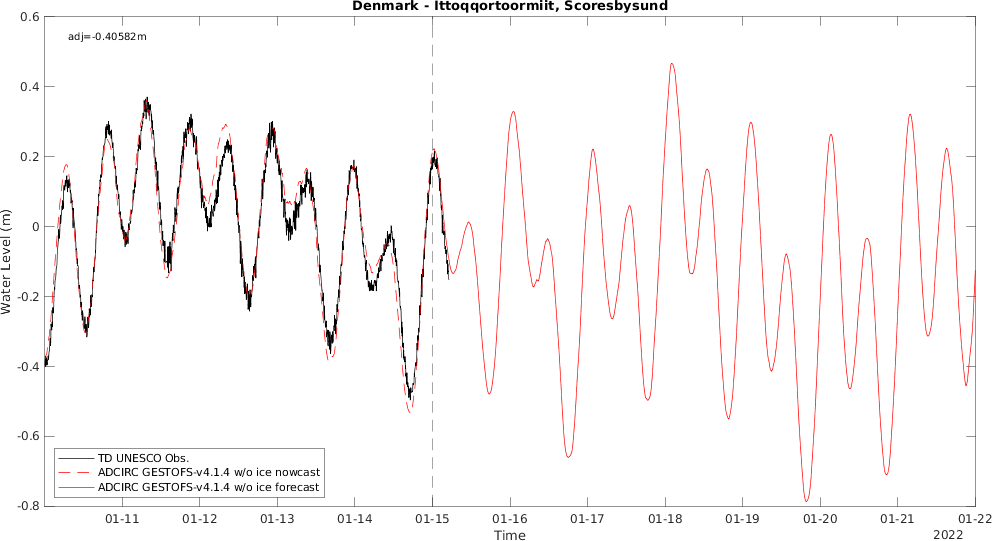 Denmark - Ittoqqortoormiit, Scoresbysund
adj=-0.40582m
0.6
0.4
0.2
0
-0.2
-0.4
-0.6
-0.8
Water Level (m)
TD UNESCO Obs.
ADCIRC GESTOFS-v4.1.4 w/o ice nowcast
ADCIRC GESTOFS-v4.1.4 w/o ice forecast
01-11 01-12 01-13 01-14 01-15 01-16 01-17 01-18 01-19 01-20 01-21 01-22
Time
2022